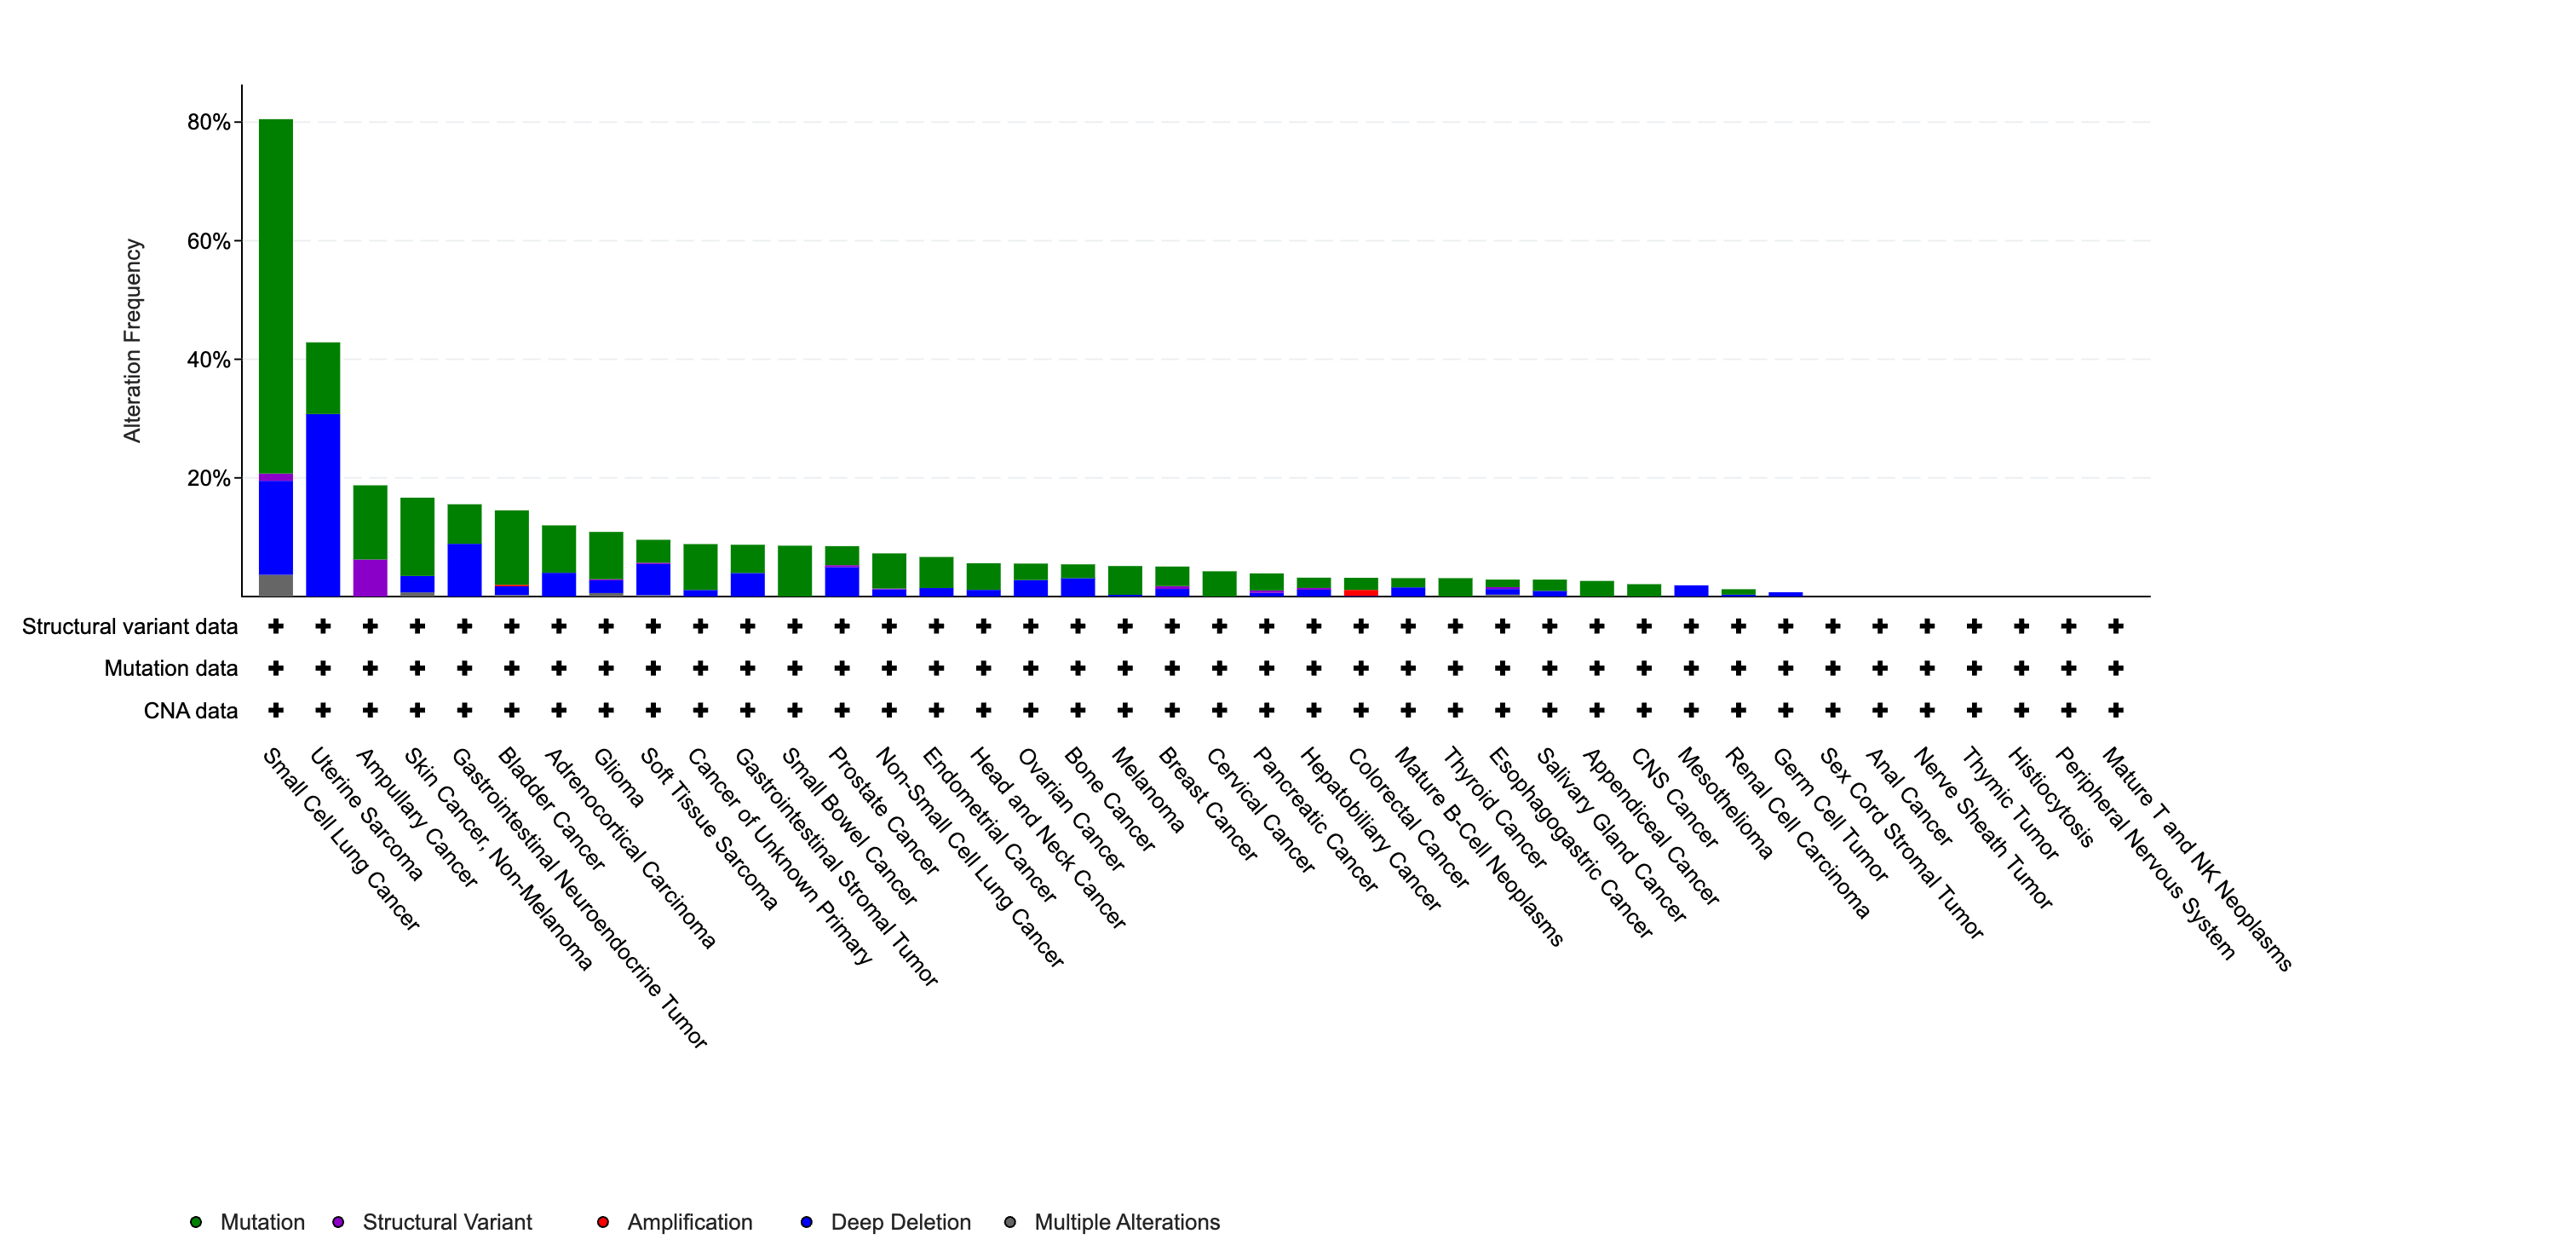 80%
60%
40%
20%
Alteration Frequency
Structural variant data
Mutation data
CNA data
Small Cell Lung Cancer
Uterine Sarcoma
Ampullary Cancer
Skin Cancer, Non-Melanoma
Gastrointestinal Neuroendocrine Tumor
Bladder Cancer
Adrenocortical Carcinoma
Glioma
Soft Tissue Sarcoma
Cancer of Unknown Primary
Gastrointestinal Stromal Tumor
Small Bowel Cancer
Prostate Cancer
Non-Small Cell Lung Cancer
Endometrial Cancer
Head and Neck Cancer
Ovarian Cancer
Bone Cancer
Melanoma
Breast Cancer
Cervical Cancer
Pancreatic Cancer
Hepatobiliary Cancer
Colorectal Cancer
Mature B-Cell Neoplasms
Thyroid Cancer
Esophagogastric Cancer
Salivary Gland Cancer
Appendiceal Cancer
CNS Cancer
Mesothelioma
Renal Cell Carcinoma
Germ Cell Tumor
Sex Cord Stromal Tumor
Anal Cancer
Nerve Sheath Tumor
Thymic Tumor
Histiocytosis
Peripheral Nervous System
Mature T and NK Neoplasms
Mutation
Structural Variant
Amplification
Deep Deletion
Multiple Alterations